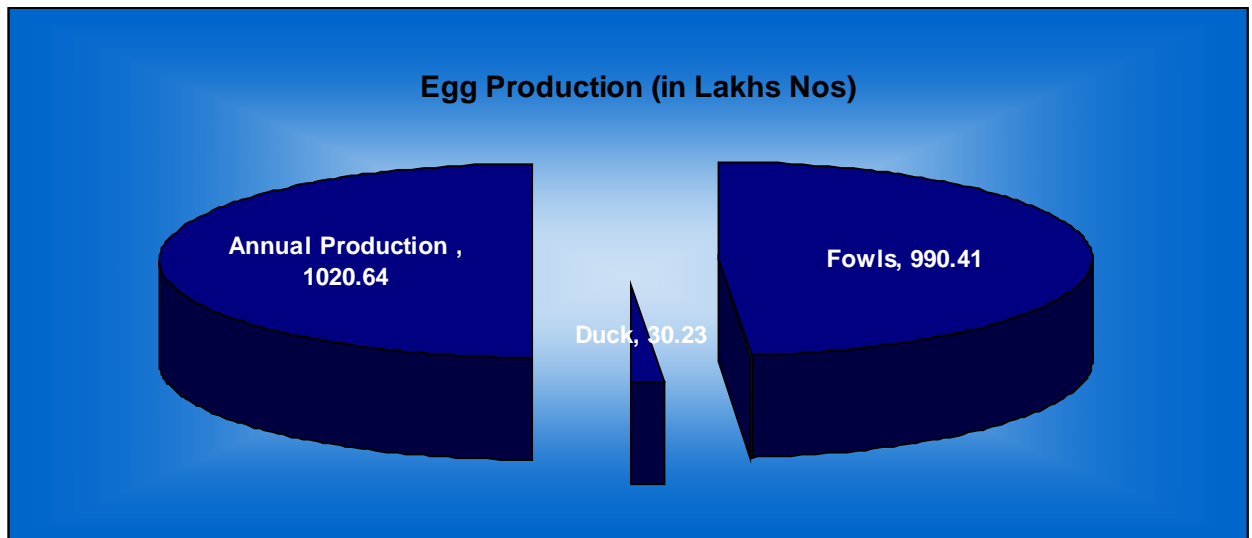 Egg Production (in Lakhs Nos)
Annual Production ,
1020.64
Fowls, 990.41
Duck, 30.23